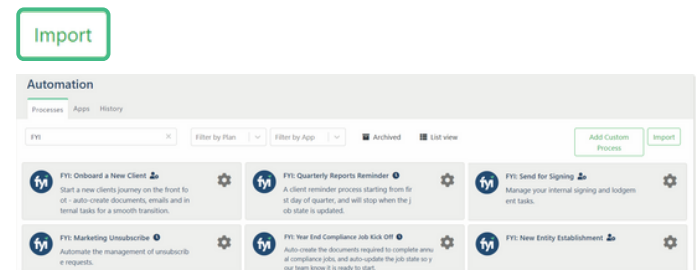 Import
Automation
Processes Apps History
FYI × Filter by Plan Filter by App Archived List view Add Custom Process Import
fyi FYI: Onboard a New Client
Start a new clients journey on the front fo
ot - auto-create documents, emails and in
ternal tasks for a smooth transition.
fyi FYI: Quarterly Reports Reminder
A client reminder process starting from fir
st day of quarter, and will stop when the j
ob state is updated.
fyi FYI: Send for Signing
Manage your internal signing and lodgem
ent tasks.
fyi FYI: Marketing Unsubscribe
Automate the management of unsubscrib
e requests.
fyi FYI: Year End Compliance Job Kick Off
Auto-create the documents required to complete annu
al compliance jobs, and auto-update the job state so y
our team know it is ready to start.
fyi FYI: New Entity Establishment